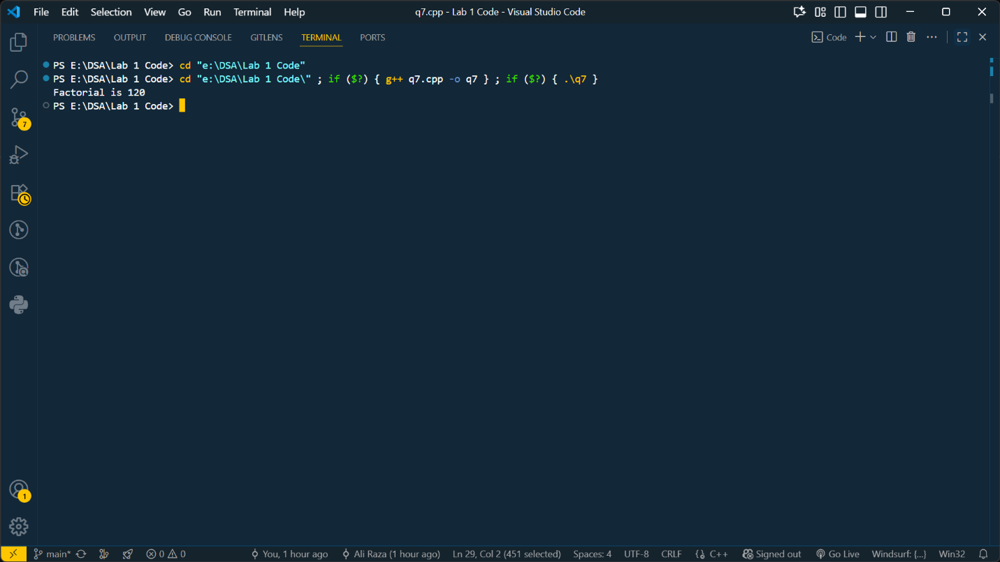 File Edit Selection View Go Run Terminal Help q7.cpp - Lab 1 Code - Visual Studio Code
PROBLEMS OUTPUT DEBUG CONSOLE GITLENS TERMINAL PORTS Code
PS E:\DSA\Lab 1 Code> cd "e:\DSA\Lab 1 Code"
PS E:\DSA\Lab 1 Code> cd "e:\DSA\Lab 1 Code\" ; if ($?) { g++ q7.cpp -o q7 } ; if ($?) { .\q7 }
Factorial is 120
PS E:\DSA\Lab 1 Code>
7
1
main* 0 0 You, 1 hour ago Ali Raza (1 hour ago) Ln 29, Col 2 (451 selected) Spaces: 4 UTF-8 CRLF C++ Signed out Go Live Windsurf: {...} Win32